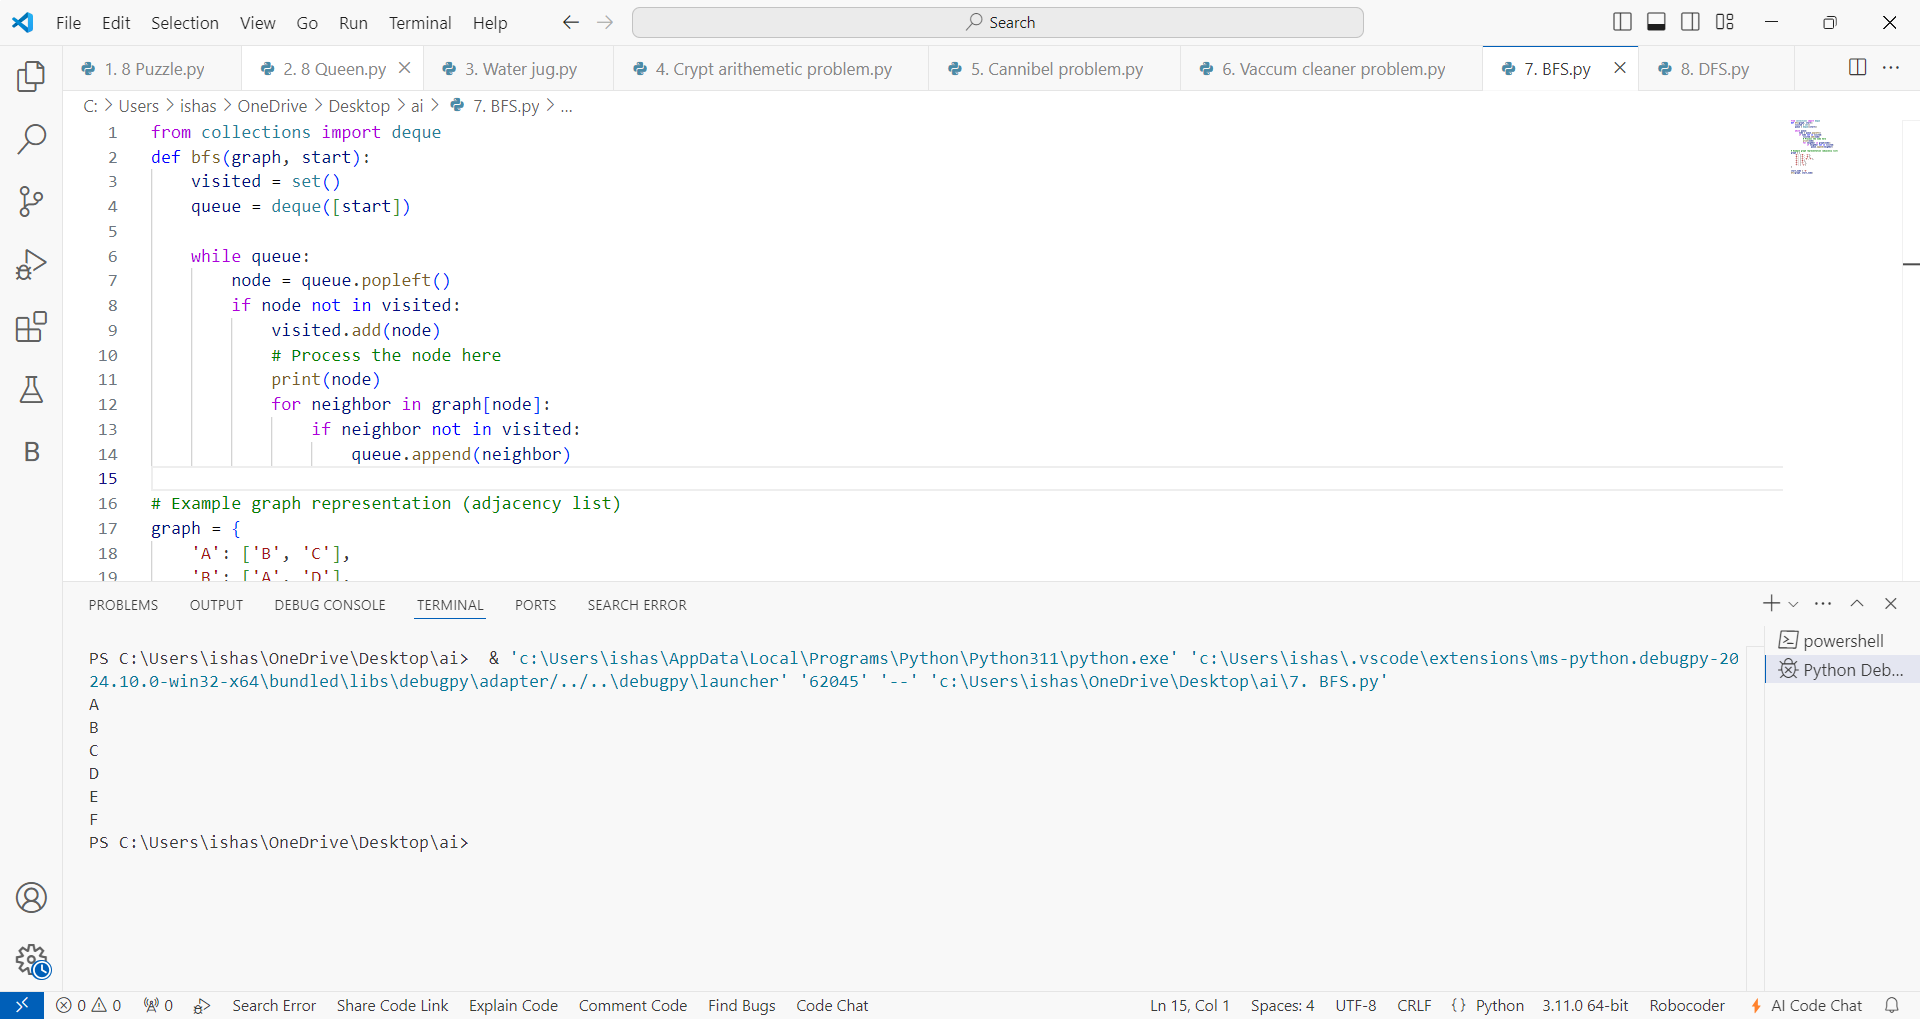 File Edit Selection View Go Run Terminal Help Search
1. 8 Puzzle.py 2. 8 Queen.py 3. Water jug.py 4. Crypt arithemetic problem.py 5. Cannibel problem.py 6. Vaccum cleaner problem.py 7. BFS.py 8. DFS.py
C: > Users > ishas > OneDrive > Desktop > ai > 7. BFS.py > ...
1 from collections import deque
2 def bfs(graph, start):
3 visited = set()
4 queue = deque([start])
5
6 while queue:
7 node = queue.popleft()
8 if node not in visited:
9 visited.add(node)
10 # Process the node here
11 print(node)
12 for neighbor in graph[node]:
13 if neighbor not in visited:
14 queue.append(neighbor)
15
16 # Example graph representation (adjacency list)
17 graph = {
18 'A': ['B', 'C'],
19 'B': ['A', 'D'],
B
PROBLEMS OUTPUT DEBUG CONSOLE TERMINAL PORTS SEARCH ERROR
PS C:\Users\ishas\OneDrive\Desktop\ai> & 'c:\Users\ishas\AppData\Local\Programs\Python\Python311\python.exe' 'c:\Users\ishas\.vscode\extensions\ms-python.debugpy-20
24.10.0-win32-x64\bundled\libs\debugpy\adapter/../..\debugpy\launcher' '62045' '--' 'c:\Users\ishas\OneDrive\Desktop\ai\7. BFS.py'
A
B
C
D
E
F
PS C:\Users\ishas\OneDrive\Desktop\ai>
powershell
Python Deb...
0 0 0 Search Error Share Code Link Explain Code Comment Code Find Bugs Code Chat Ln 15, Col 1 Spaces: 4 UTF-8 CRLF {} Python 3.11.0 64-bit Robocoder AI Code Chat